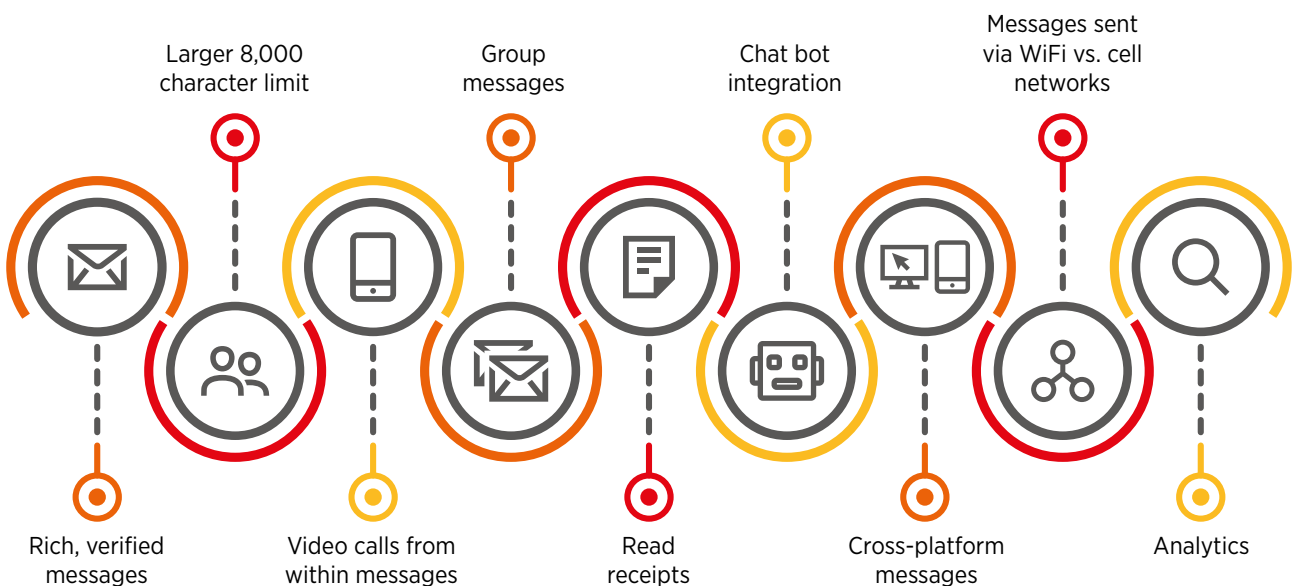 Larger 8,000
character limit
Group
messages
Chat bot
integration
Messages sent
via WiFi vs. cell
networks
Rich, verified
messages
Video calls from
within messages
Read
receipts
Cross-platform
messages
Analytics